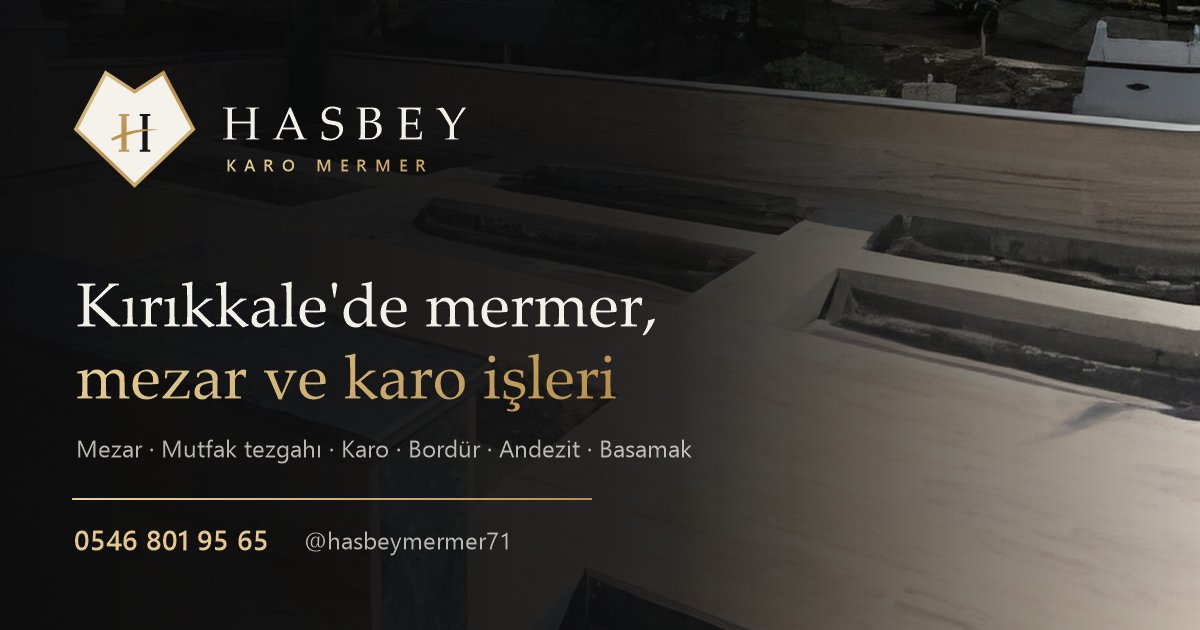 H
HASBEY
KARO MERMER
Kırıkkale'de mermer,
mezar ve karo işleri
Mezar · Mutfak tezgahı · Karo · Bordür · Andezit · Basamak
0546 801 95 65 @hasbeymermer71